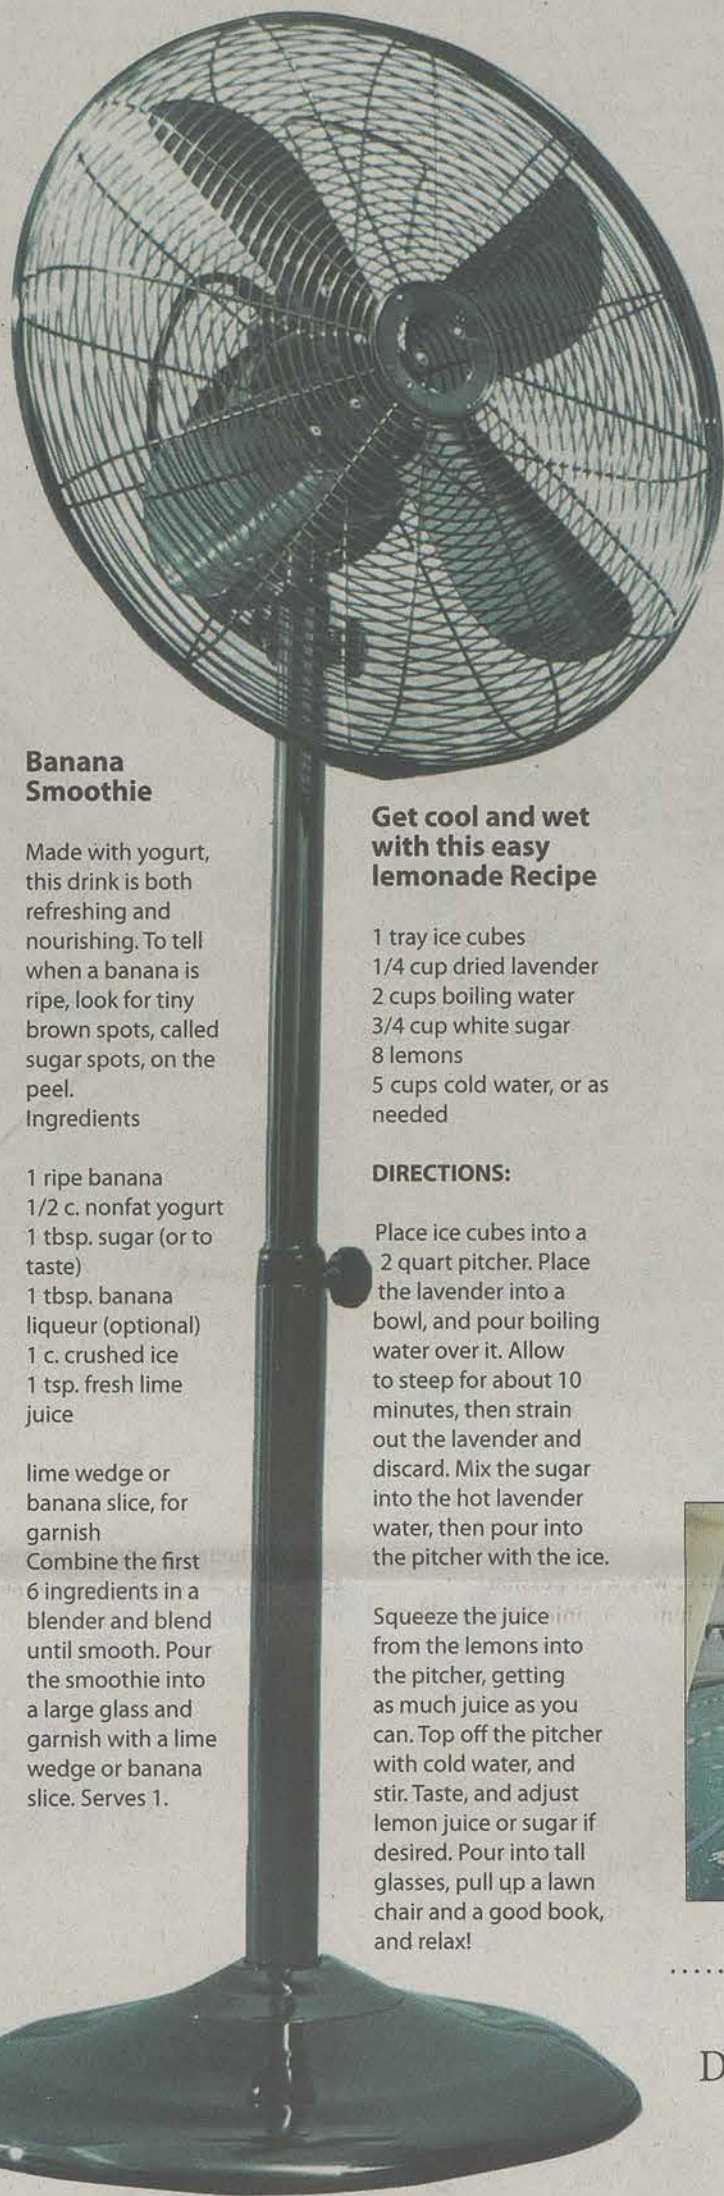 Banana
Smoothie
Made with yogurt,
this drink is both
refreshing and
nourishing. To tell
when a banana is
ripe, look for tiny
brown spots, called
sugar spots, on the
peel.
Ingredients
1 ripe banana
1/2 c. nonfat yogurt
1 tbsp. sugar (or to
taste)
1 tbsp. banana
liqueur (optional)
1 c. crushed ice
1 tsp. fresh lime
juice
lime wedge or
banana slice, for
garnish
Combine the first
6 ingredients in a
blender and blend
until smooth. Pour
the smoothie into
a large glass and
garnish with a lime
wedge or banana
slice. Serves 1.
Get cool and wet
with this easy
lemonade Recipe
1 tray ice cubes
1/4 cup dried lavender
2 cups boiling water
3/4 cup white sugar
8 lemons
5 cups cold water, or as
needed
DIRECTIONS:
Place ice cubes into a
2 quart pitcher. Place
the lavender into a
bowl, and pour boiling
water over it. Allow
to steep for about 10
minutes, then strain
out the lavender and
discard. Mix the sugar
into the hot lavender
water, then pour into
the pitcher with the ice.
Squeeze the juice
from the lemons into
the pitcher, getting
as much juice as you
can. Top off the pitcher
with cold water, and
stir. Taste, and adjust
lemon juice or sugar if
desired. Pour into tall
glasses, pull up a lawn
chair and a good book,
and relax!
D